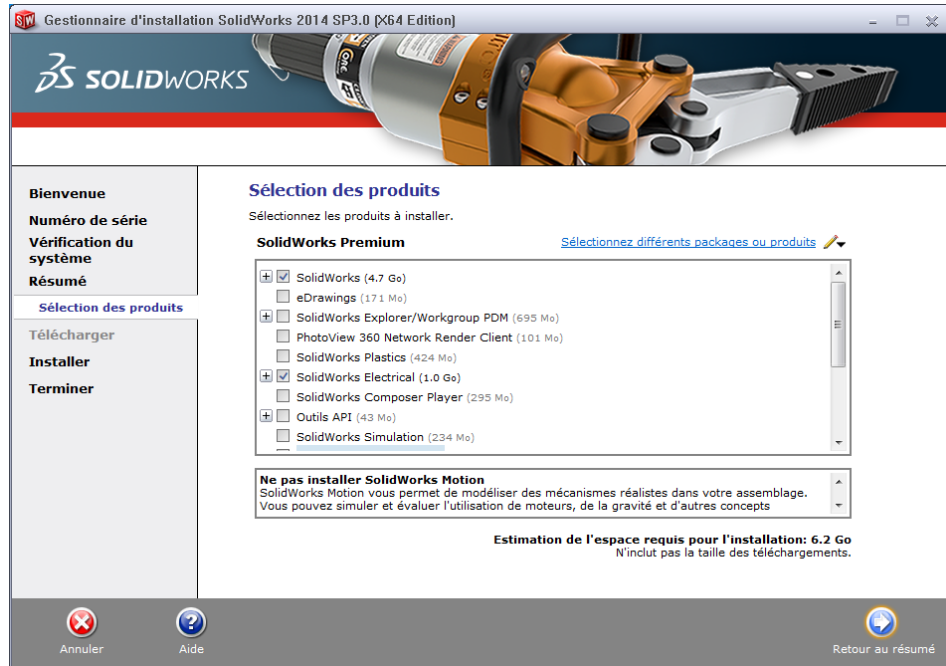 Gestionnaire d'installation SolidWorks 2014 SP3.0 (X64 Edition)
SOLIDWORKS
Bienvenue
Numéro de série
Vérification du
système
Résumé
Sélection des produits
Télécharger
Installer
Terminer
Sélection des produits
Sélectionnez les produits à installer.
SolidWorks Premium
Sélectionnez différents packages ou produits
SolidWorks (4.7 Go)
eDrawings (171 Mo)
SolidWorks Explorer/Workgroup PDM (695 Mo)
PhotoView 360 Network Render Client (101 Mo)
SolidWorks Plastics (424 Mo)
SolidWorks Electrical (1.0 Go)
SolidWorks Composer Player (295 Mo)
Outils API (43 Mo)
SolidWorks Simulation (234 Mo)
Ne pas installer SolidWorks Motion
SolidWorks Motion vous permet de modéliser des mécanismes réalistes dans votre assemblage.
Vous pouvez simuler et évaluer l'utilisation de moteurs, de la gravité et d'autres concepts
Estimation de l'espace requis pour l'installation: 6.2 Go
N'inclut pas la taille des téléchargements.
Annuler
Aide
Retour au résumé